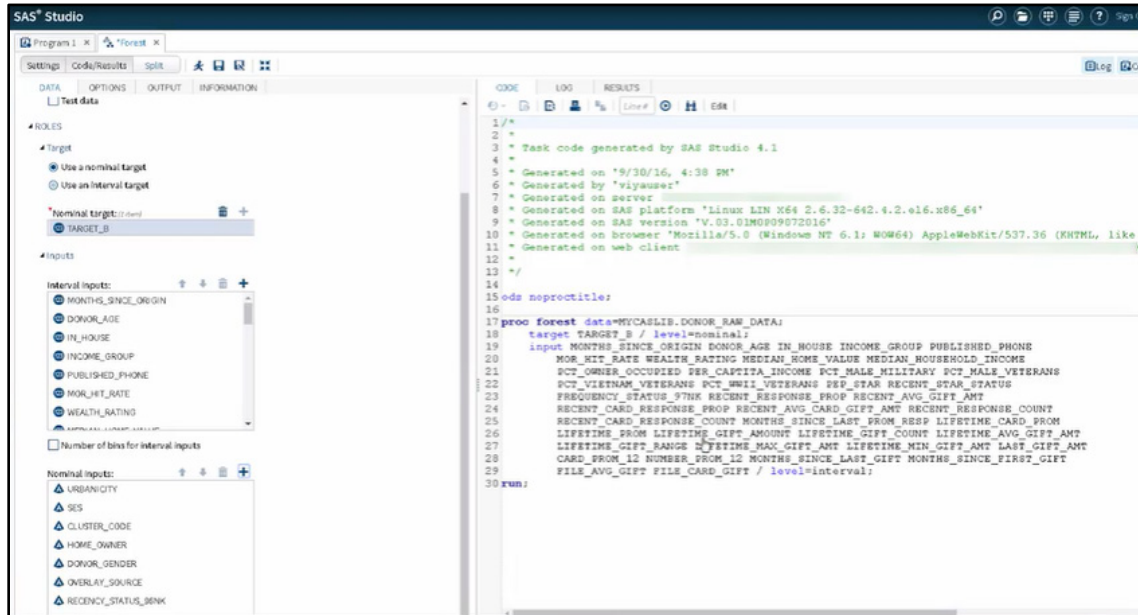 SAS® Studio
Sign
Program 1 × *Forest ×
Settings Code/Results Split
Log
DATA OPTIONS OUTPUT INFORMATION
Test data
ROLES
Target
Use a nominal target
Use an interval target
*Nominal target: (1 item)
TARGET_B
Inputs
Interval inputs:
MONTHS_SINCE_ORIGIN
DONOR_AGE
IN_HOUSE
INCOME_GROUP
PUBLISHED_PHONE
MOR_HIT_RATE
WEALTH_RATING
MEDIAN_HOME_VALUE
Number of bins for interval inputs
Nominal inputs:
URBANICITY
SES
CLUSTER_CODE
HOME_OWNER
DONOR_GENDER
OVERLAY_SOURCE
RECENCY_STATUS_96NK
CODE LOG RESULTS
Line # Edit
1 /*
2 *
3 * Task code generated by SAS Studio 4.1
4 *
5 * Generated on '9/30/16, 4:38 PM'
6 * Generated by 'viyauser'
7 * Generated on server
8 * Generated on SAS platform 'Linux LIN X64 2.6.32-642.4.2.el6.x86_64'
9 * Generated on SAS version 'V.03.01M0P09072016'
10 * Generated on browser 'Mozilla/5.0 (Windows NT 6.1; WOW64) AppleWebKit/537.36 (KHTML, like
11 * Generated on web client
12 *
13 */
14
15 ods noproctitle;
16
17 proc forest data=MYCASLIB.DONOR_RAW_DATA;
18 target TARGET_B / level=nominal;
19 input MONTHS_SINCE_ORIGIN DONOR_AGE IN_HOUSE INCOME_GROUP PUBLISHED_PHONE
20 MOR_HIT_RATE WEALTH_RATING MEDIAN_HOME_VALUE MEDIAN_HOUSEHOLD_INCOME
21 PCT_OWNER_OCCUPIED PER_CAPTITA_INCOME PCT_MALE_MILITARY PCT_MALE_VETERANS
22 PCT_VIETNAM_VETERANS PCT_WWII_VETERANS PEP_STAR RECENT_STAR_STATUS
23 FREQUENCY_STATUS_97NK RECENT_RESPONSE_PROP RECENT_AVG_GIFT_AMT
24 RECENT_CARD_RESPONSE_PROP RECENT_AVG_CARD_GIFT_AMT RECENT_RESPONSE_COUNT
25 RECENT_CARD_RESPONSE_COUNT MONTHS_SINCE_LAST_PROM_RESP LIFETIME_CARD_PROM
26 LIFETIME_PROM LIFETIME_GIFT_AMOUNT LIFETIME_GIFT_COUNT LIFETIME_AVG_GIFT_AMT
27 LIFETIME_GIFT_RANGE LIFETIME_MAX_GIFT_AMT LIFETIME_MIN_GIFT_AMT LAST_GIFT_AMT
28 CARD_PROM_12 NUMBER_PROM_12 MONTHS_SINCE_LAST_GIFT MONTHS_SINCE_FIRST_GIFT
29 FILE_AVG_GIFT FILE_CARD_GIFT / level=interval;
30 run;